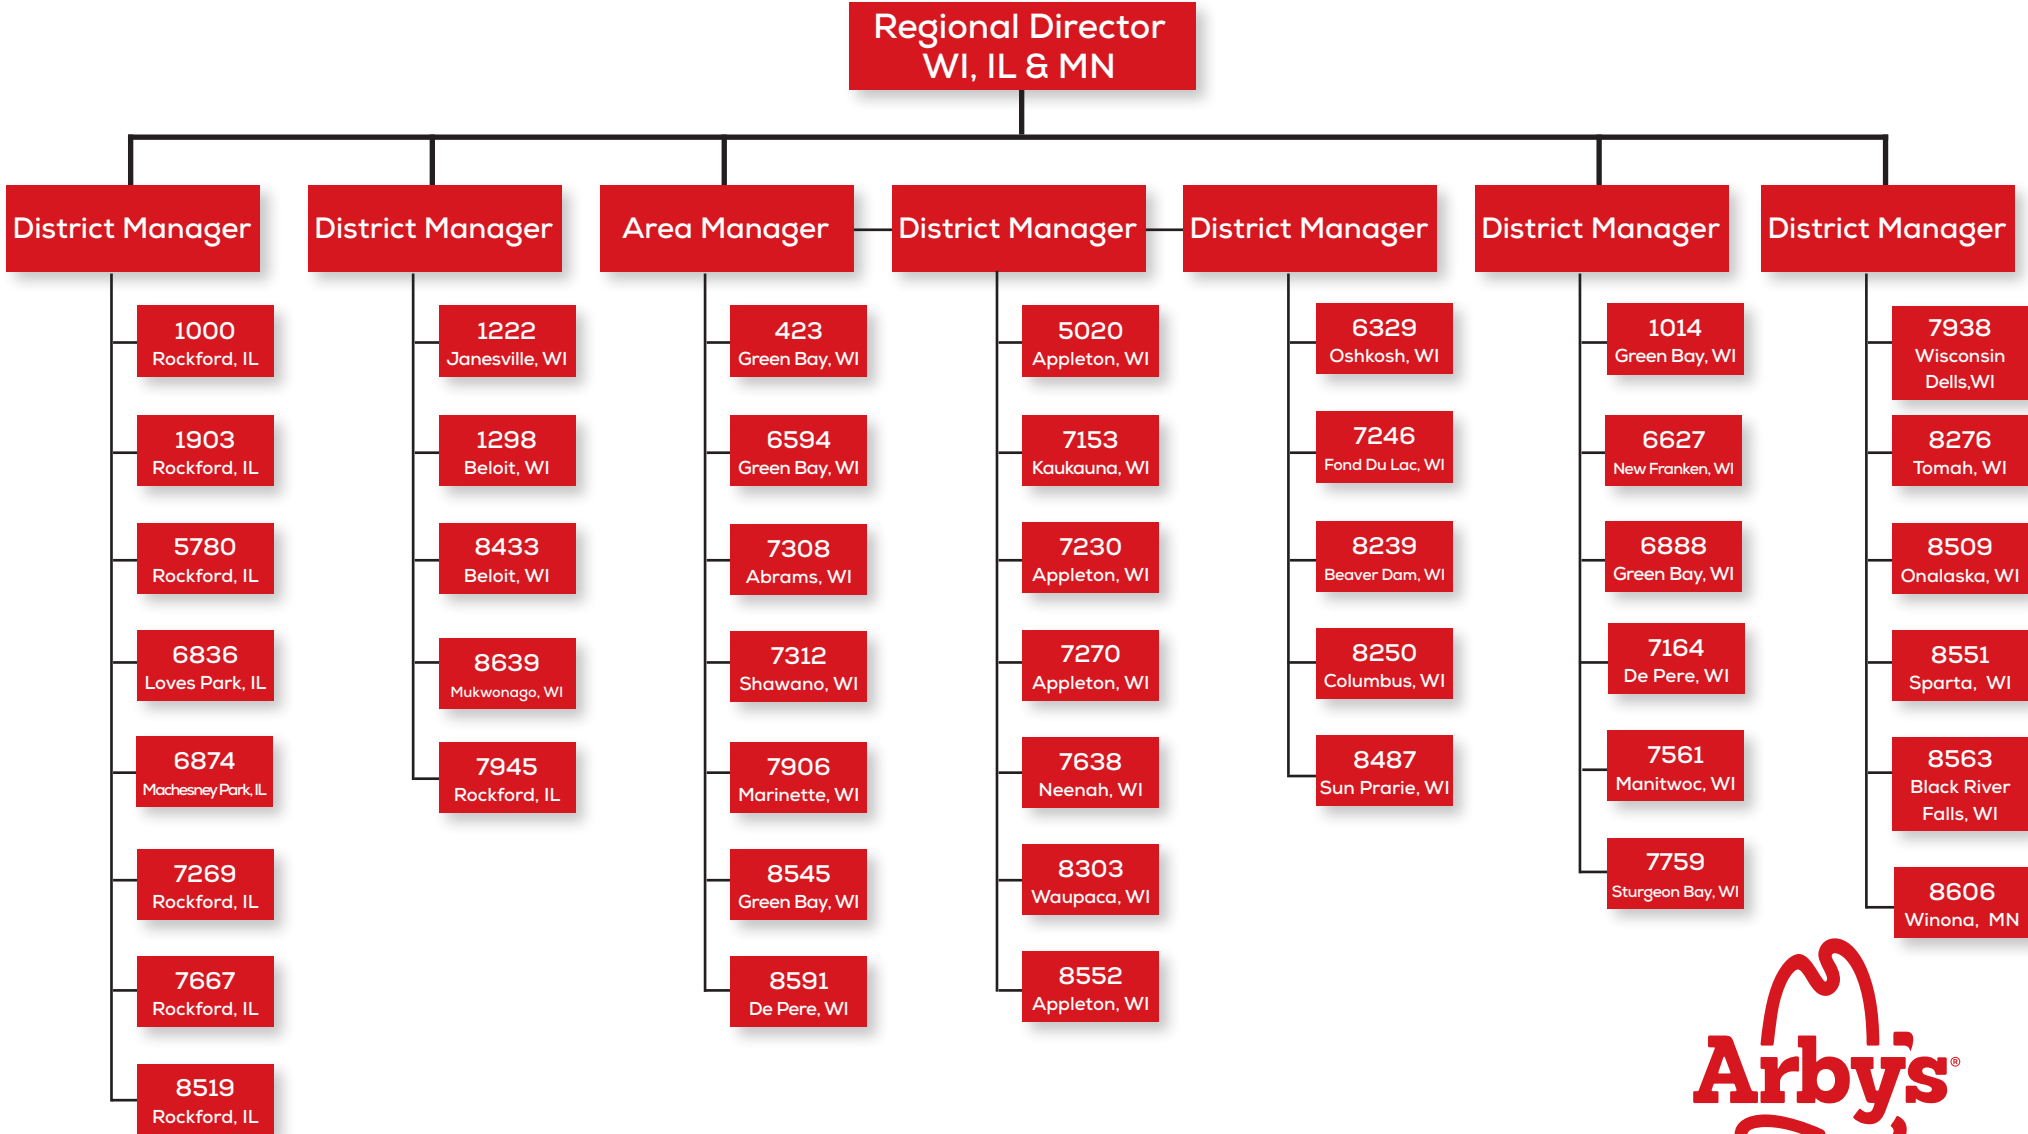 Regional Director
WI, IL & MN
District Manager
District Manager
Area Manager
District Manager
District Manager
District Manager
District Manager
1000
Rockford, IL
1903
Rockford, IL
5780
Rockford, IL
6836
Loves Park, IL
6874
Machesney Park, IL
7269
Rockford, IL
7667
Rockford, IL
8519
Rockford, IL
1222
Janesville, WI
1298
Beloit, WI
8433
Beloit, WI
8639
Mukwonago, WI
7945
Rockford, IL
423
Green Bay, WI
6594
Green Bay, WI
7308
Abrams, WI
7312
Shawano, WI
7906
Marinette, WI
8545
Green Bay, WI
8591
De Pere, WI
5020
Appleton, WI
7153
Kaukauna, WI
7230
Appleton, WI
7270
Appleton, WI
7638
Neenah, WI
8303
Waupaca, WI
8552
Appleton, WI
6329
Oshkosh, WI
7246
Fond Du Lac, WI
8239
Beaver Dam, WI
8250
Columbus, WI
8487
Sun Prarie, WI
1014
Green Bay, WI
6627
New Franken, WI
6888
Green Bay, WI
7164
De Pere, WI
7561
Manitwoc, WI
7759
Sturgeon Bay, WI
7938
Wisconsin
Dells,WI
8276
Tomah, WI
8509
Onalaska, WI
8551
Sparta, WI
8563
Black River
Falls, WI
8606
Winona, MN
Arby's®